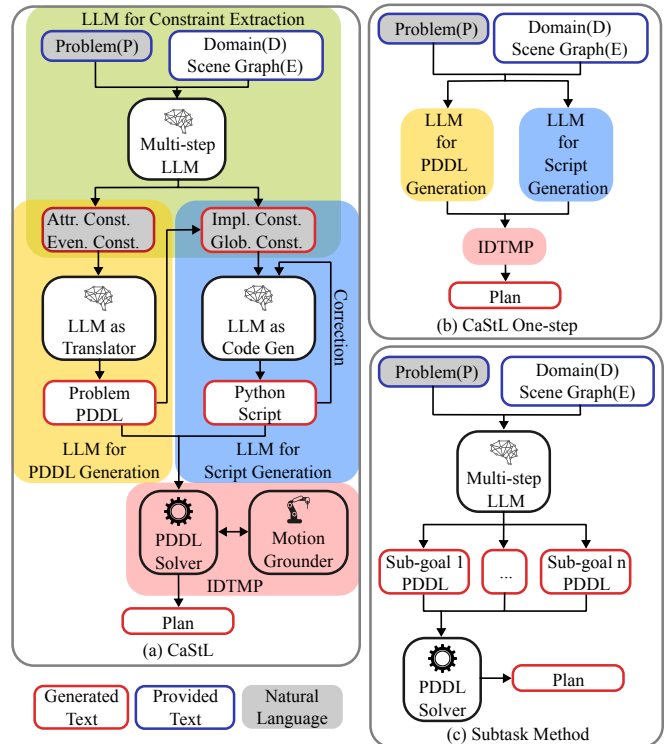 LLM for Constraint Extraction
Problem(P)
Domain(D)
Scene Graph(E)
Multi-step
LLM
Attr. Const.
Even. Const.
Impl. Const.
Glob. Const.
LLM as
Translator
LLM as
Code Gen
Correction
Problem
PDDL
Python
Script
LLM for
PDDL Generation
LLM for
Script Generation
PDDL
Solver
Motion
Grounder
IDTMP
Plan
(a) CaStL
Generated
Text
Provided
Text
Natural
Language
Problem(P)
Domain(D)
Scene Graph(E)
LLM
for
PDDL
Generation
LLM
for
Script
Generation
IDTMP
Plan
(b) CaStL One-step
Problem(P)
Domain(D)
Scene Graph(E)
Multi-step
LLM
Sub-goal 1
PDDL
...
Sub-goal n
PDDL
PDDL
Solver
Plan
(c) Subtask Method